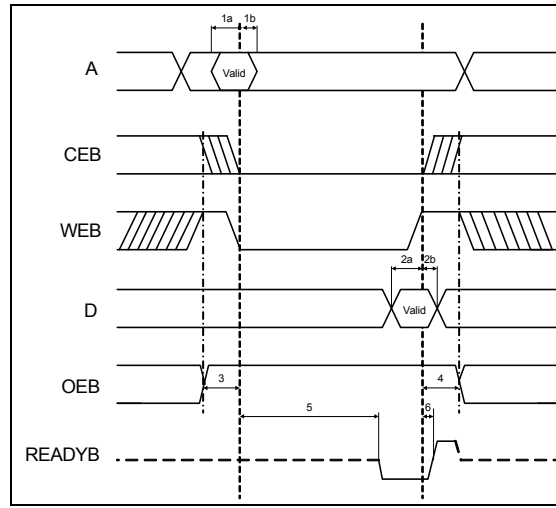 1a 1b
A
Valid
CEB
WEB
2a 2b
D
Valid
OEB
3
4
5
6
READYB